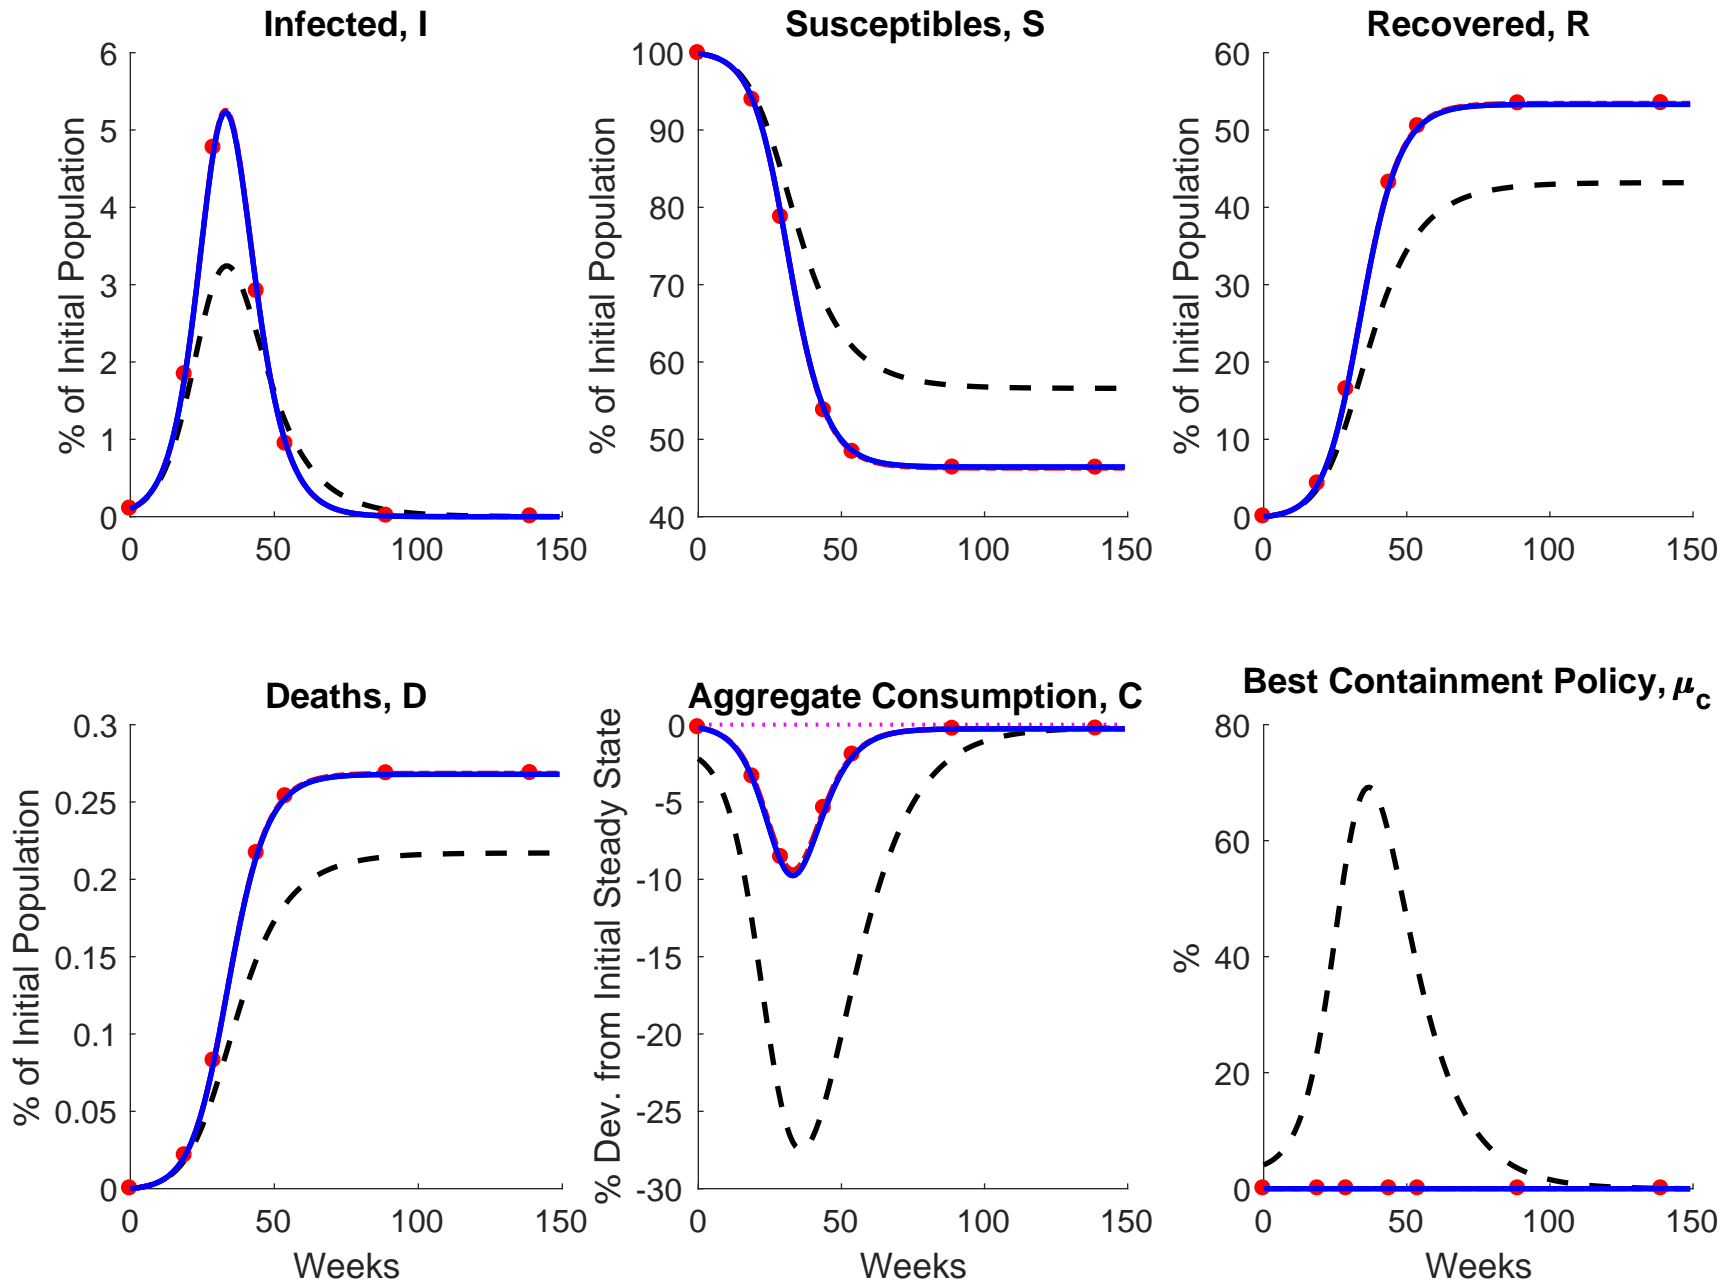 Infected, I
% of Initial Population
6
5
4
3
2
1
0
0 50 100 150
Susceptibles, S
% of Initial Population
100
90
80
70
60
50
40
0 50 100 150
Recovered, R
% of Initial Population
60
50
40
30
20
10
0
0 50 100 150
Deaths, D
% of Initial Population
0.3
0.25
0.2
0.15
0.1
0.05
0
0 50 100 150
Weeks
Aggregate Consumption, C
% Dev. from Initial Steady State
0
-5
-10
-15
-20
-25
-30
0 50 100 150
Weeks
Best Containment Policy, μc
%
80
60
40
20
0
0 50 100 150
Weeks